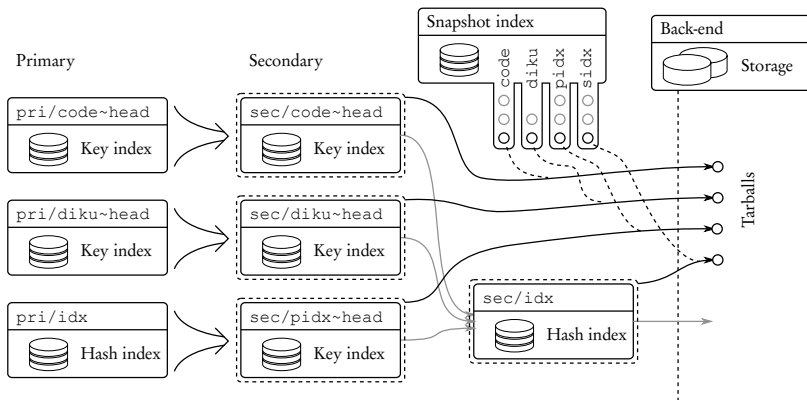 Snapshot index
code
diku
pidx
sidx
Back-end
Storage
Primary
Secondary
pri/code~head
Key index
sec/code~head
Key index
pri/diku~head
Key index
sec/diku~head
Key index
Tarballs
pri/idx
Hash index
sec/pidx~head
Key index
sec/idx
Hash index